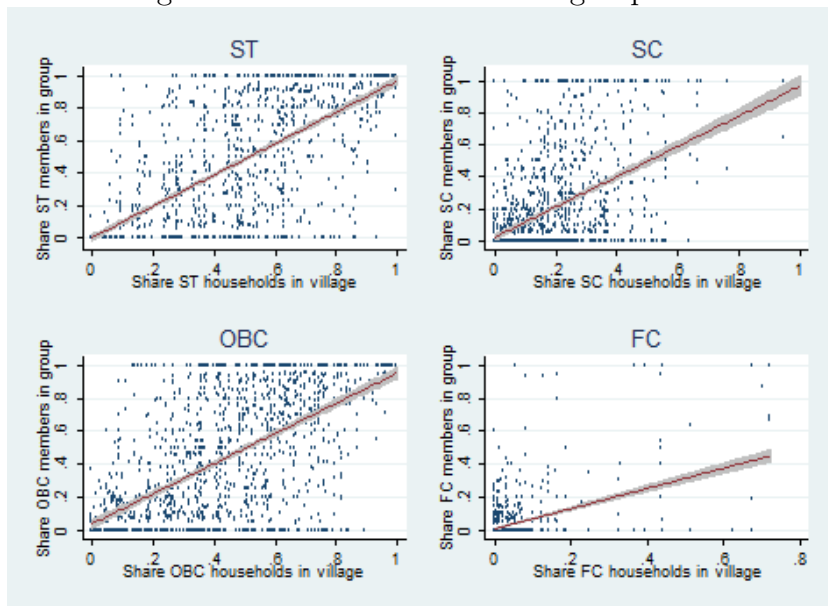 ST
Share ST members in group
0 .2 .4 .6 .8 1
0 .2 .4 .6 .8 1
Share ST households in village
SC
Share SC members in group
0 .2 .4 .6 .8 1
0 .2 .4 .6 .8 1
Share SC households in village
OBC
Share OBC members in group
0 .2 .4 .6 .8 1
0 .2 .4 .6 .8 1
Share OBC households in village
FC
Share FC members in group
0 .2 .4 .6 .8 1
0 .2 .4 .6 .8
Share FC households in village